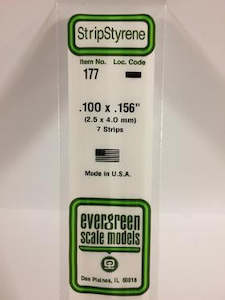 StripStyrene
Item No. Loc. Code
177
.100 x .156"
(2.5 x 4.0 mm)
7 Strips
Made in U.S.A.
evergreen
scale models
Des Plaines, IL 60018